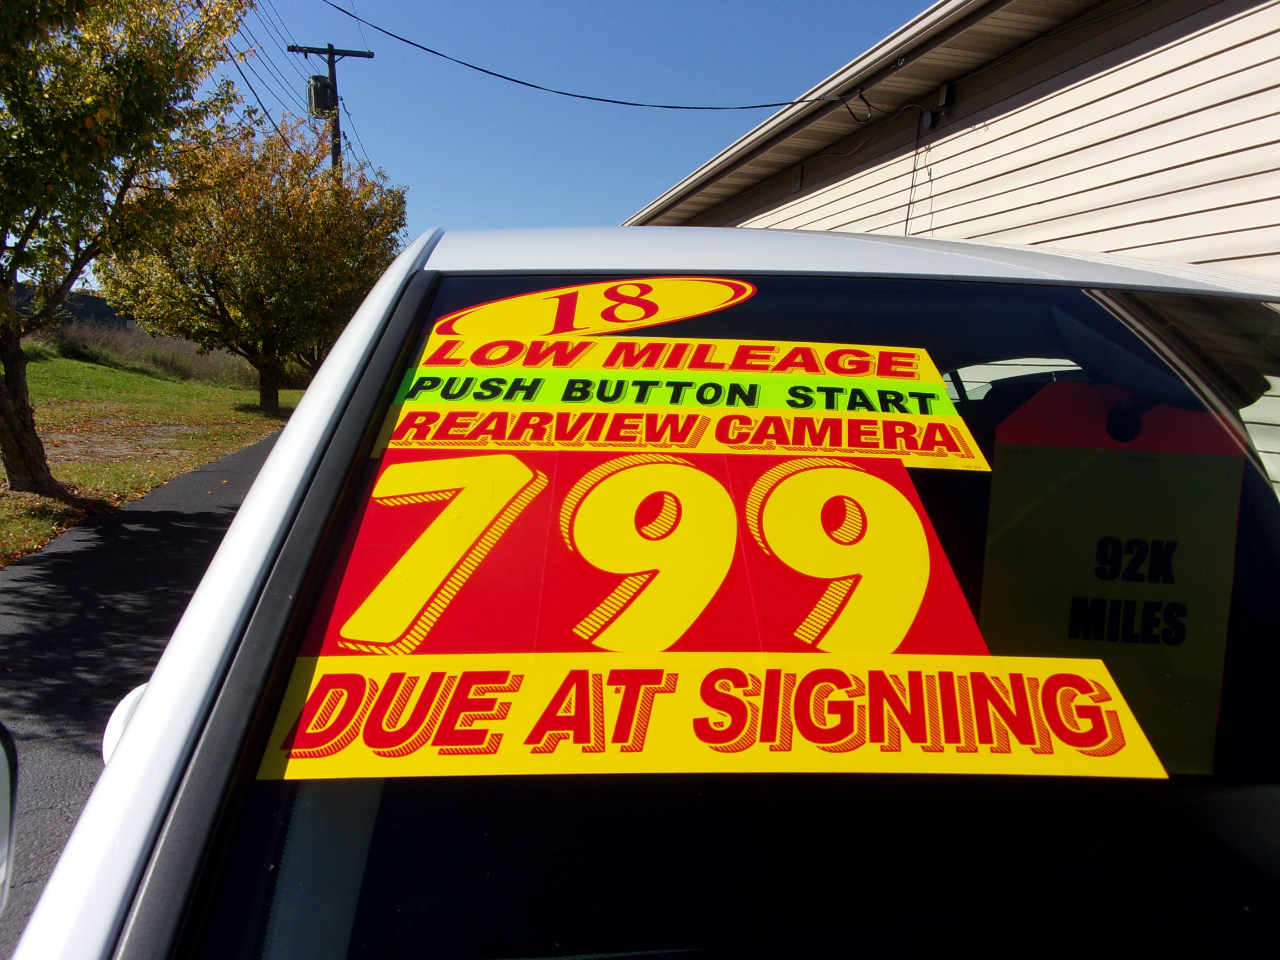 18
LOW MILEAGE
PUSH BUTTON START
REARVIEW CAMERA
799
DUE AT SIGNING
92K
MILES